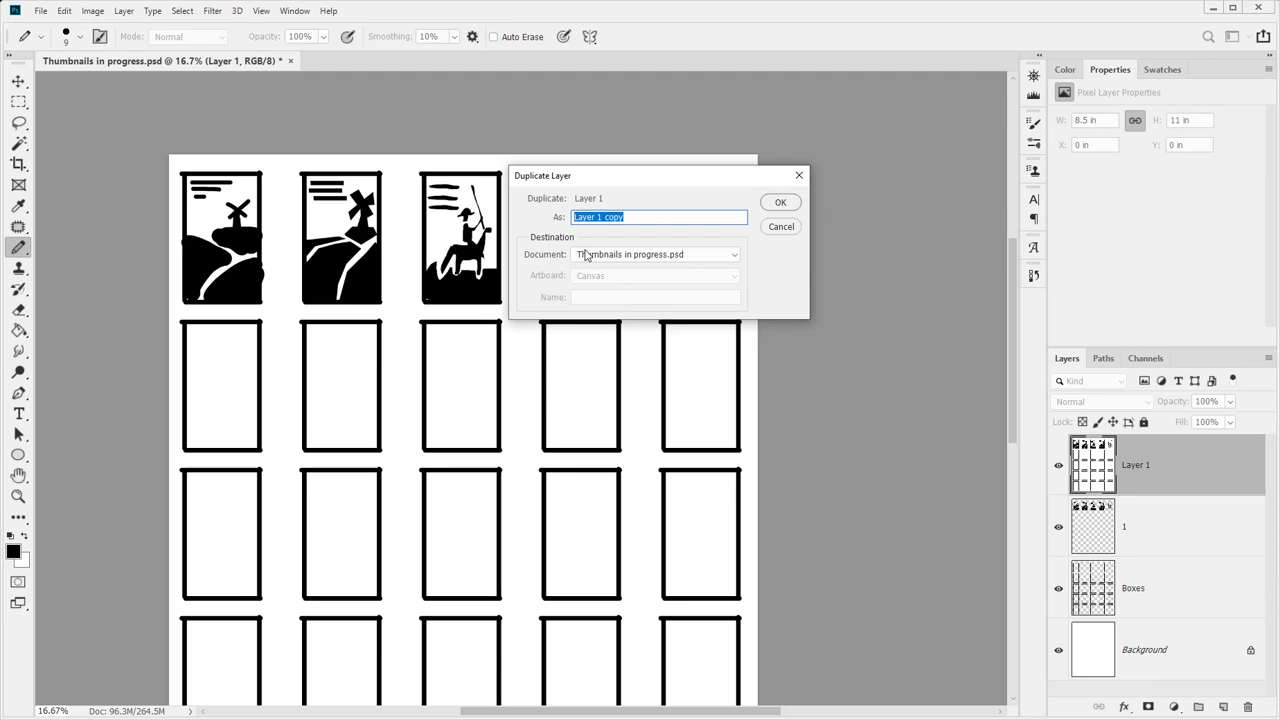 Ps File Edit Image Layer Type Select Filter 3D View Window Help
9 Mode: Normal Opacity: 100% Smoothing: 10% Auto Erase
Thumbnails in progress.psd @ 16.7% (Layer 1, RGB/8) * ×
Color Properties Swatches
Pixel Layer Properties
W: 8.5 in H: 11 in
X: 0 in Y: 0 in
Duplicate Layer
Duplicate: Layer 1
As: Layer 1 copy
OK
Cancel
Destination
Document: Thumbnails in progress.psd
Artboard: Canvas
Name:
Layers Paths Channels
Kind
Normal Opacity: 100%
Lock: Fill: 100%
Layer 1
1
Boxes
Background
16.67% Doc: 96.3M/264.5M